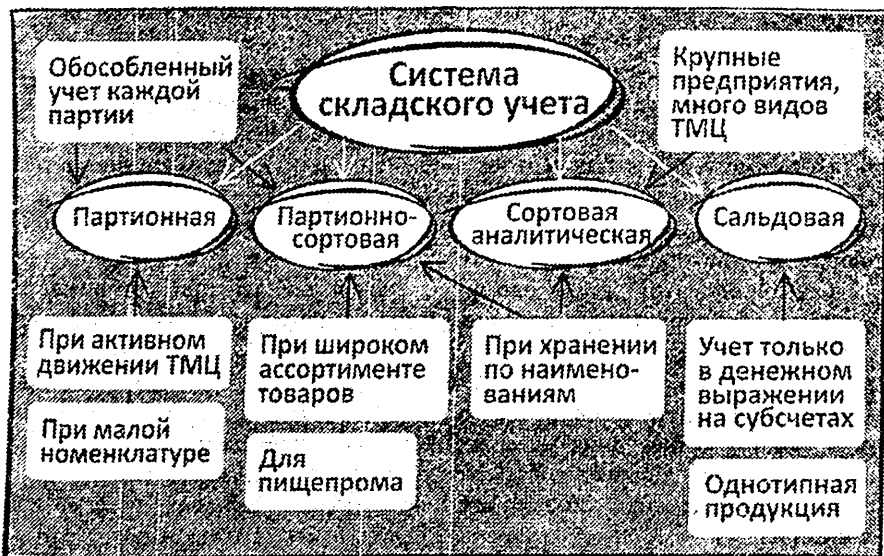 Обособленный
учет каждой
партии
Система
складского учета
Крупные
предприятия,
много видов
ТМЦ
Партионная
Партионно-
сортовая
Сортовая
аналитическая
Сальдовая
При активном
движении ТМЦ
При малой
номенклатуре
При широком
ассортименте
товаров
Для
пищепрома
При хранении
по наимено-
ваниям
Учет только
в денежном
выражении
на субсчетах
Однотипная
продукция